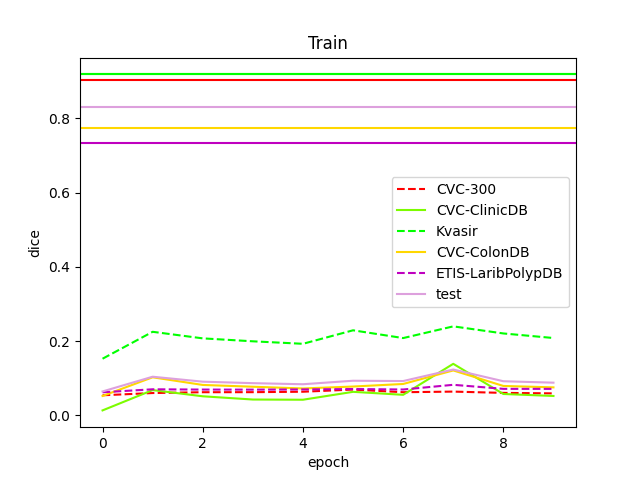 Train
dice
0.8
0.6
0.4
0.2
0.0
CVC-300
CVC-ClinicDB
Kvasir
CVC-ColonDB
ETIS-LaribPolypDB
test
0 2 4 6 8
epoch